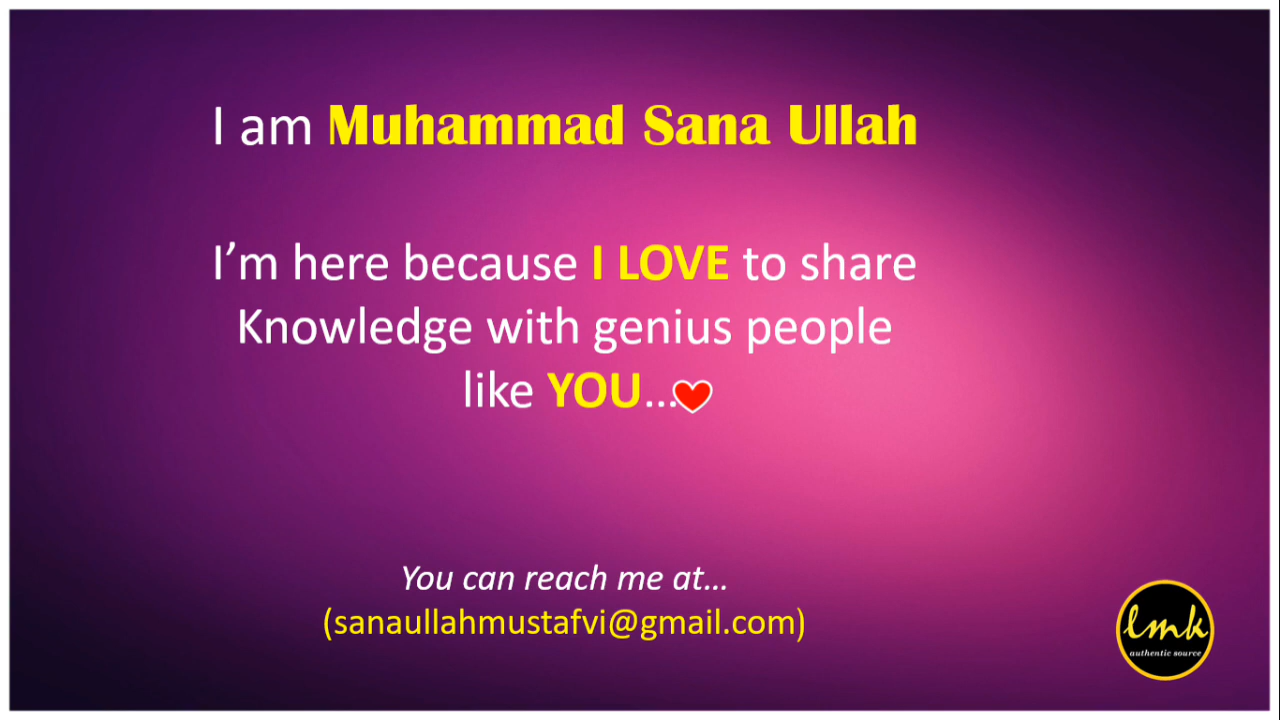 I am Muhammad Sana Ullah
I’m here because I LOVE to share
Knowledge with genius people
like YOU...
You can reach me at...
(sanaullahmustafvi@gmail.com)
lmk
authentic source